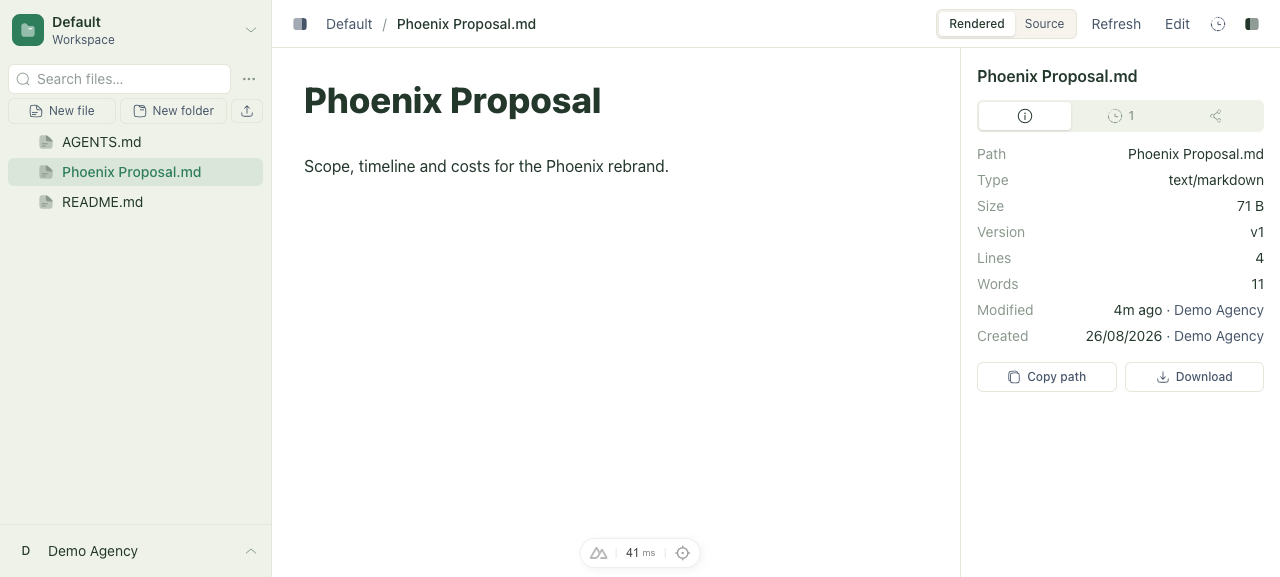 Default
Workspace
Search files...
New file
New folder
AGENTS.md
Phoenix Proposal.md
README.md
D
Demo Agency
Default / Phoenix Proposal.md
Rendered
Source
Refresh
Edit
Phoenix Proposal
Scope, timeline and costs for the Phoenix rebrand.
41 ms
Phoenix Proposal.md
1
Path Phoenix Proposal.md
Type text/markdown
Size 71 B
Version v1
Lines 4
Words 11
Modified 4m ago · Demo Agency
Created 26/08/2026 · Demo Agency
Copy path
Download